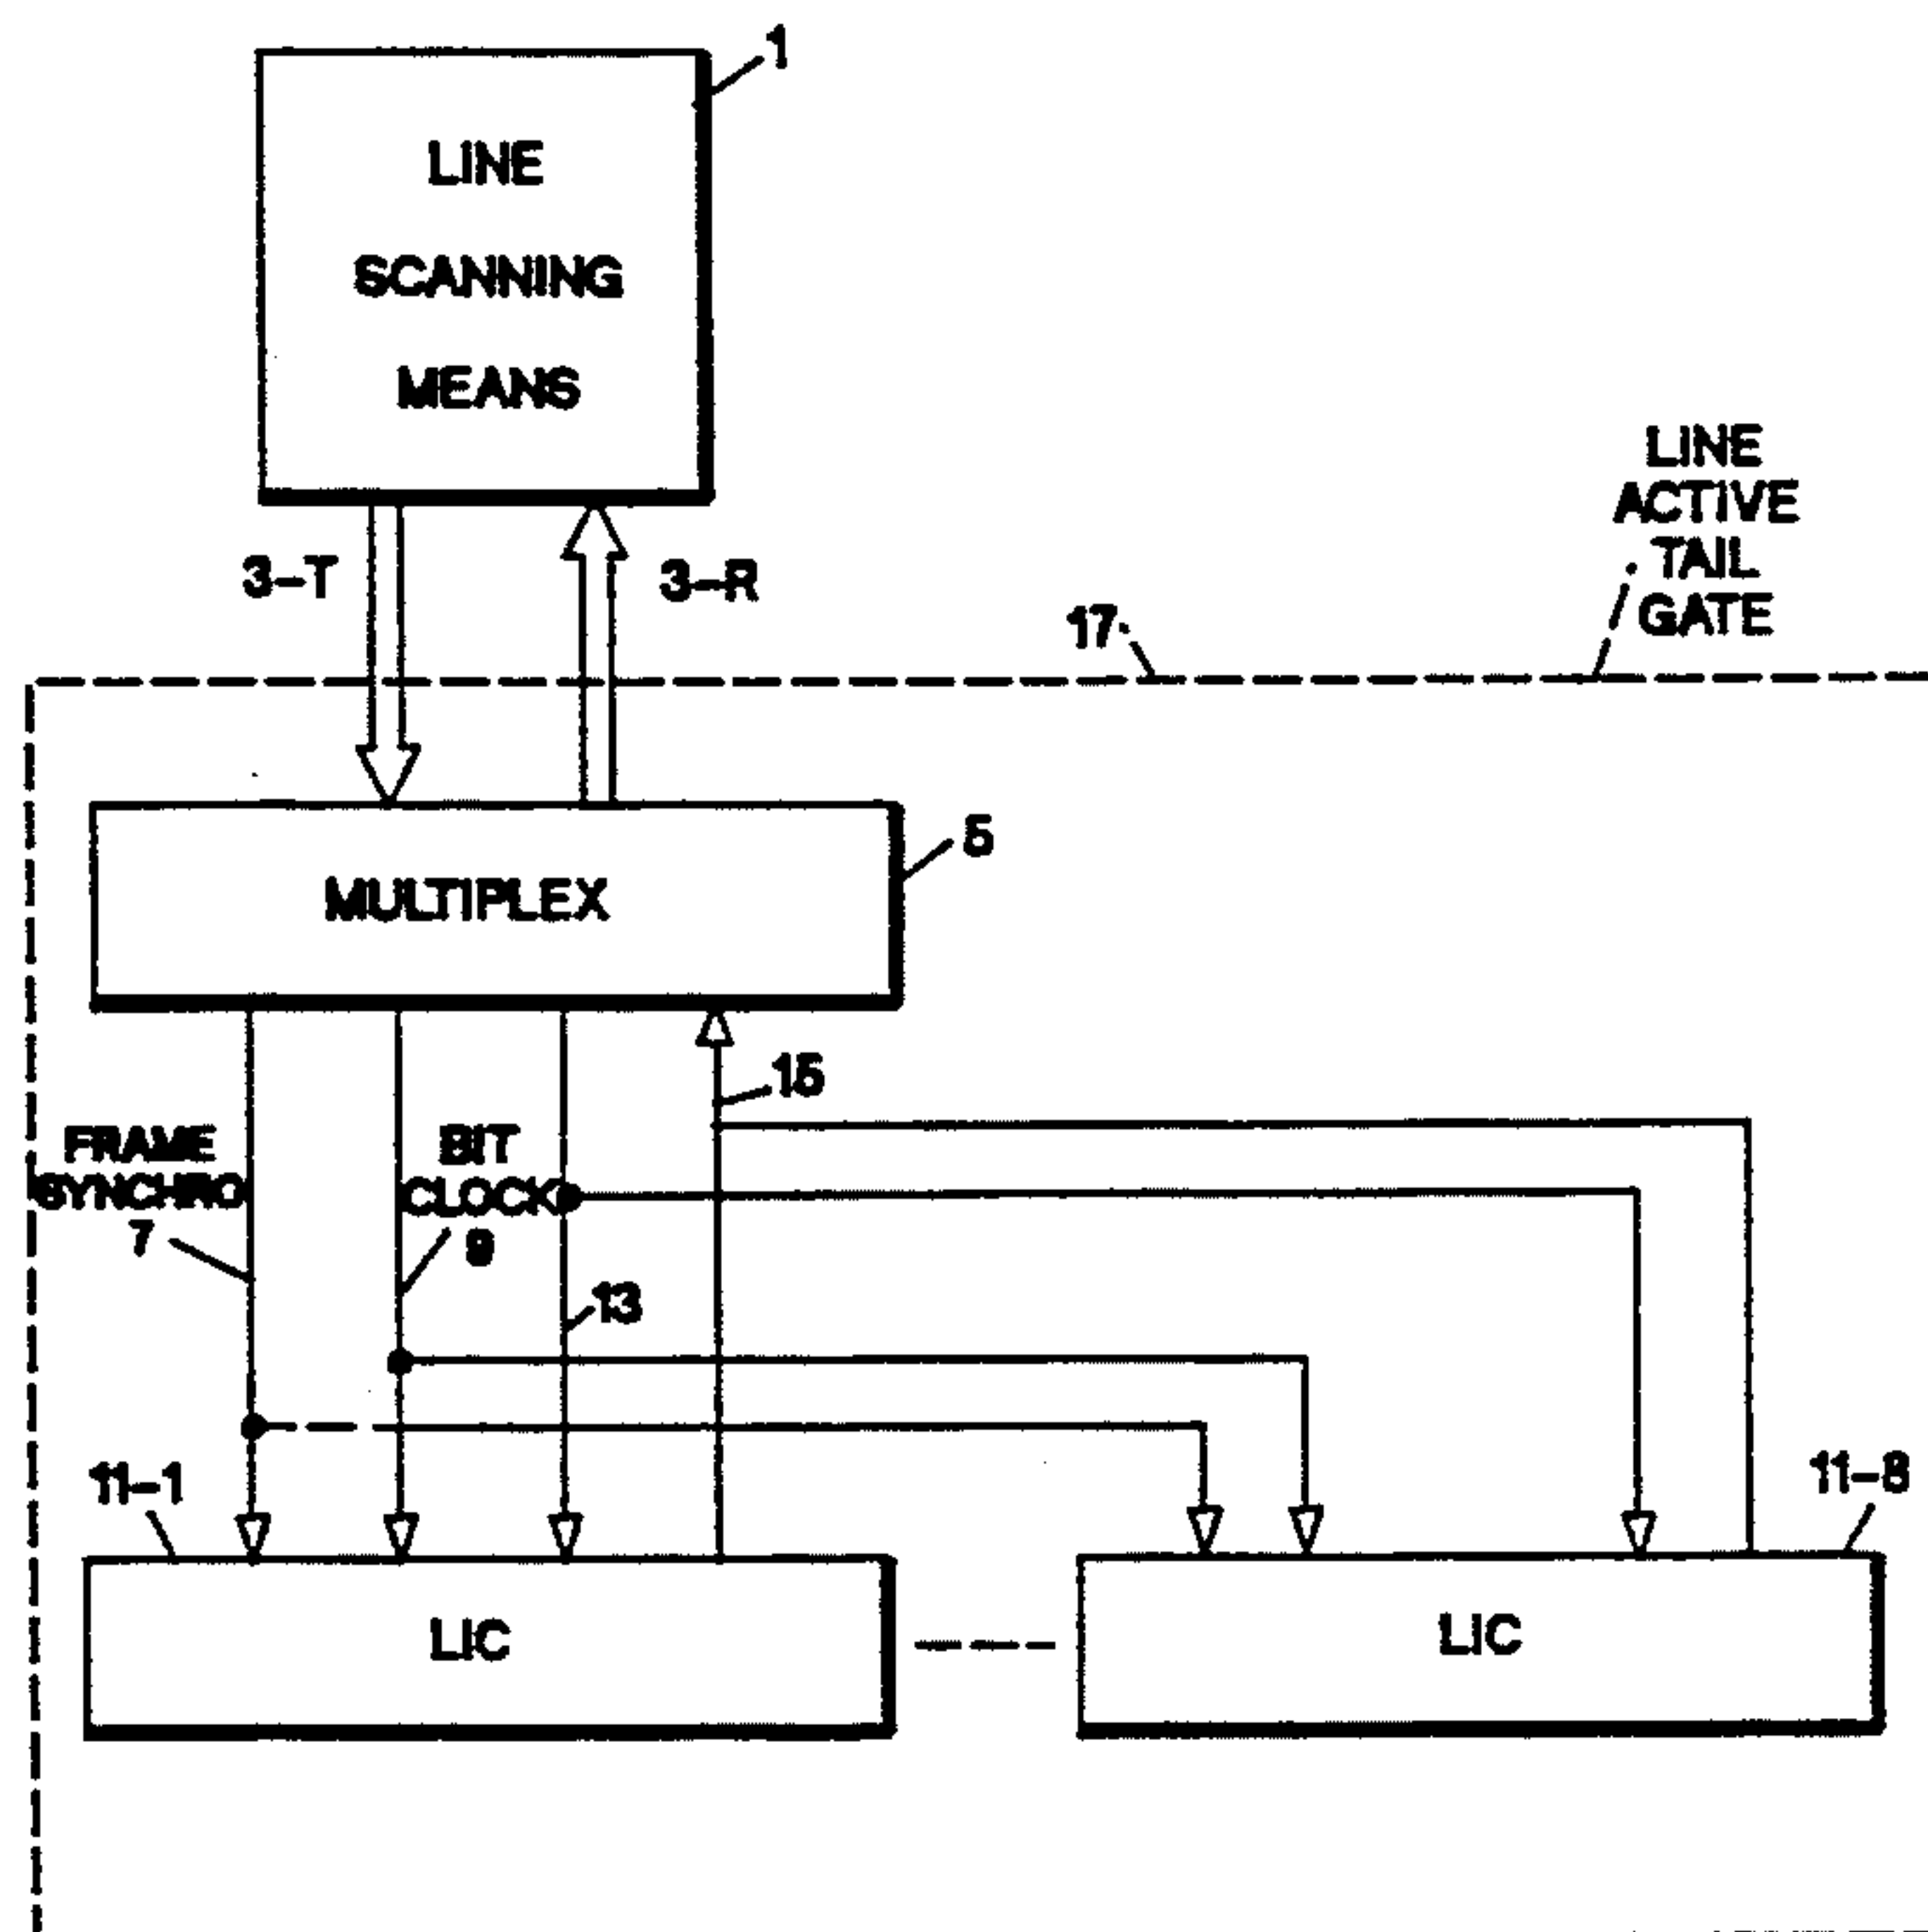 1
LINE
SCANNING
MEANS
3-T
3-R
LINE
ACTIVE
TAIL
GATE
17
5
MULTIPLEX
15
FRAME
SYNCHRO
7
BIT
CLOCK
9
13
11-1
11-8
LIC
LIC